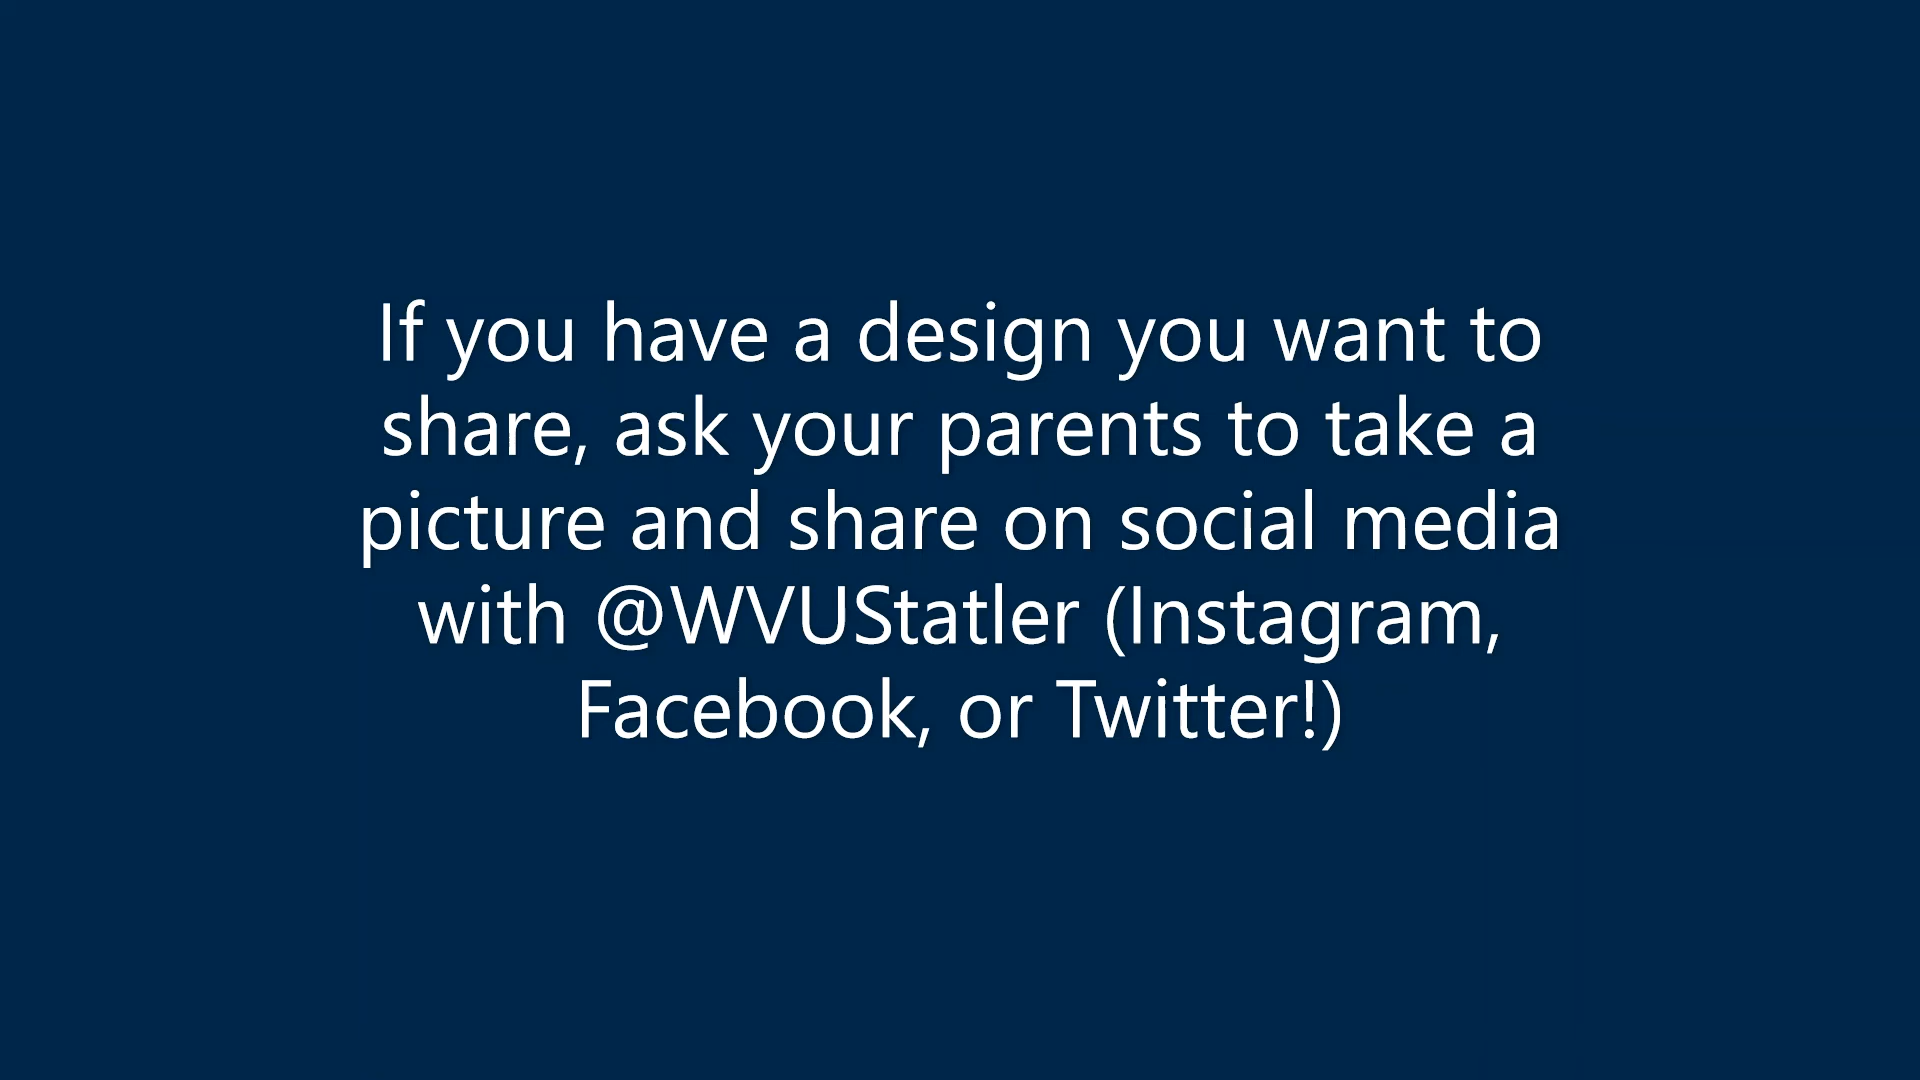 If you have a design you want to
share, ask your parents to take a
picture and share on social media
with @WVUStatler (Instagram,
Facebook, or Twitter!)